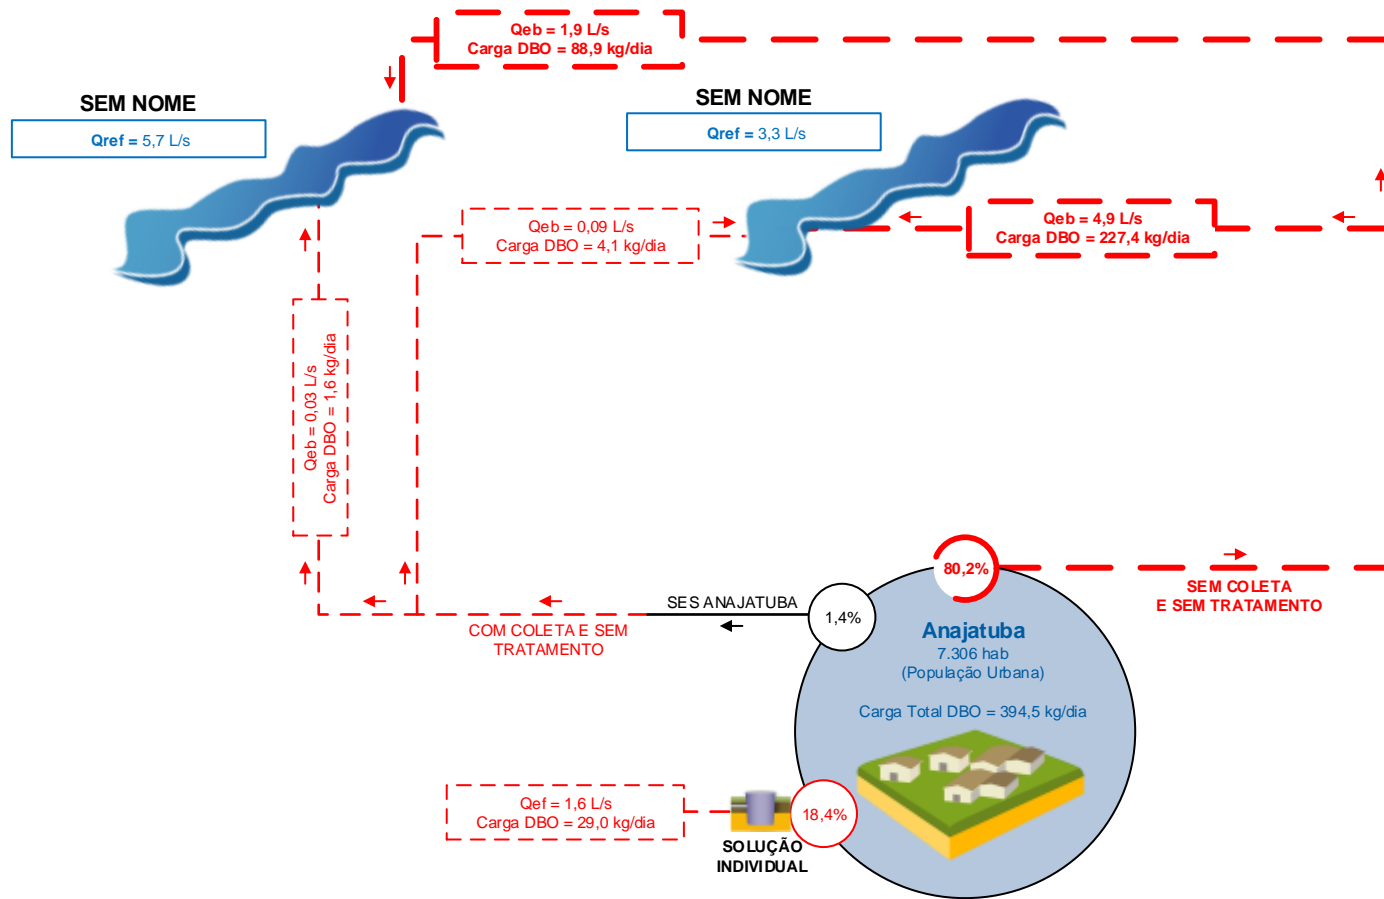 Qeb = 1,9 L/s
Carga DBO = 88,9 kg/dia
SEM NOME
Qref = 5,7 L/s
SEM NOME
Qref = 3,3 L/s
Qeb = 0,09 L/s
Carga DBO = 4,1 kg/dia
Qeb = 4,9 L/s
Carga DBO = 227,4 kg/dia
Qeb = 0,03 L/s
Carga DBO = 1,6 kg/dia
80,2%
SEM COLETA
E SEM TRATAMENTO
SES ANAJATUBA
1,4%
COM COLETA E SEM
TRATAMENTO
Anajatuba
7.306 hab
(População Urbana)
Carga Total DBO = 394,5 kg/dia
Qef = 1,6 L/s
Carga DBO = 29,0 kg/dia
18,4%
SOLUÇÃO
INDIVIDUAL